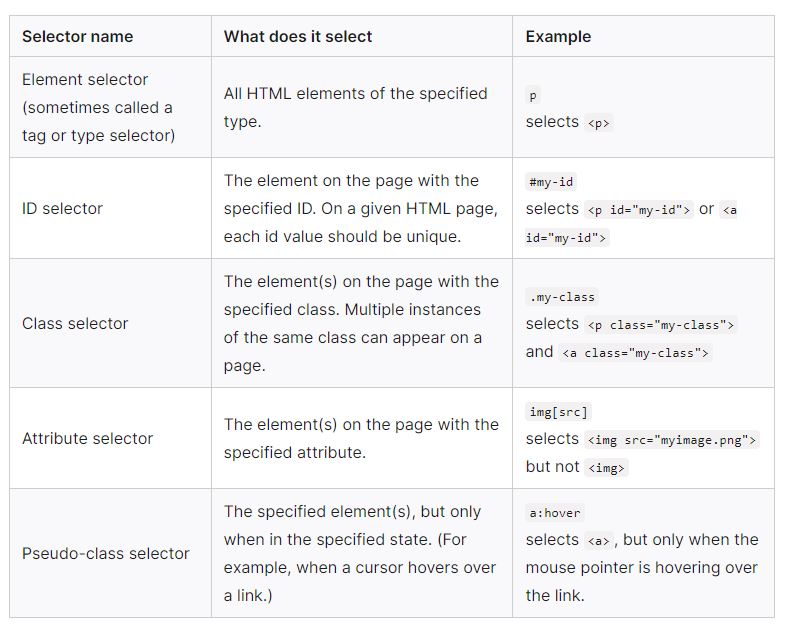 Selector name
What does it select
Example
Element selector
(sometimes called a
tag or type selector)
All HTML elements of the specified
type.
p
selects <p>
ID selector
The element on the page with the
specified ID. On a given HTML page,
each id value should be unique.
#my-id
selects <p id="my-id"> or <a
id="my-id">
Class selector
The element(s) on the page with the
specified class. Multiple instances
of the same class can appear on a
page.
.my-class
selects <p class="my-class">
and <a class="my-class">
Attribute selector
The element(s) on the page with the
specified attribute.
img[src]
selects <img src="myimage.png">
but not <img>
Pseudo-class selector
The specified element(s), but only
when in the specified state. (For
example, when a cursor hovers over
a link.)
a:hover
selects <a>, but only when the
mouse pointer is hovering over
the link.